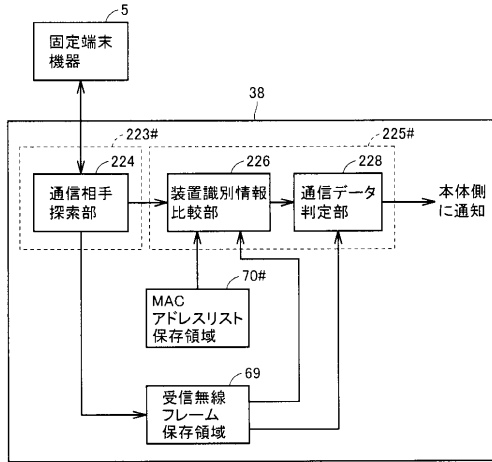 5
固定端末
機器
38
223#
225#
224
226
228
通信相手
探索部
装置識別情報
比較部
通信データ
判定部
本体側
に通知
70#
MAC
アドレスリスト
保存領域
69
受信無線
フレーム
保存領域